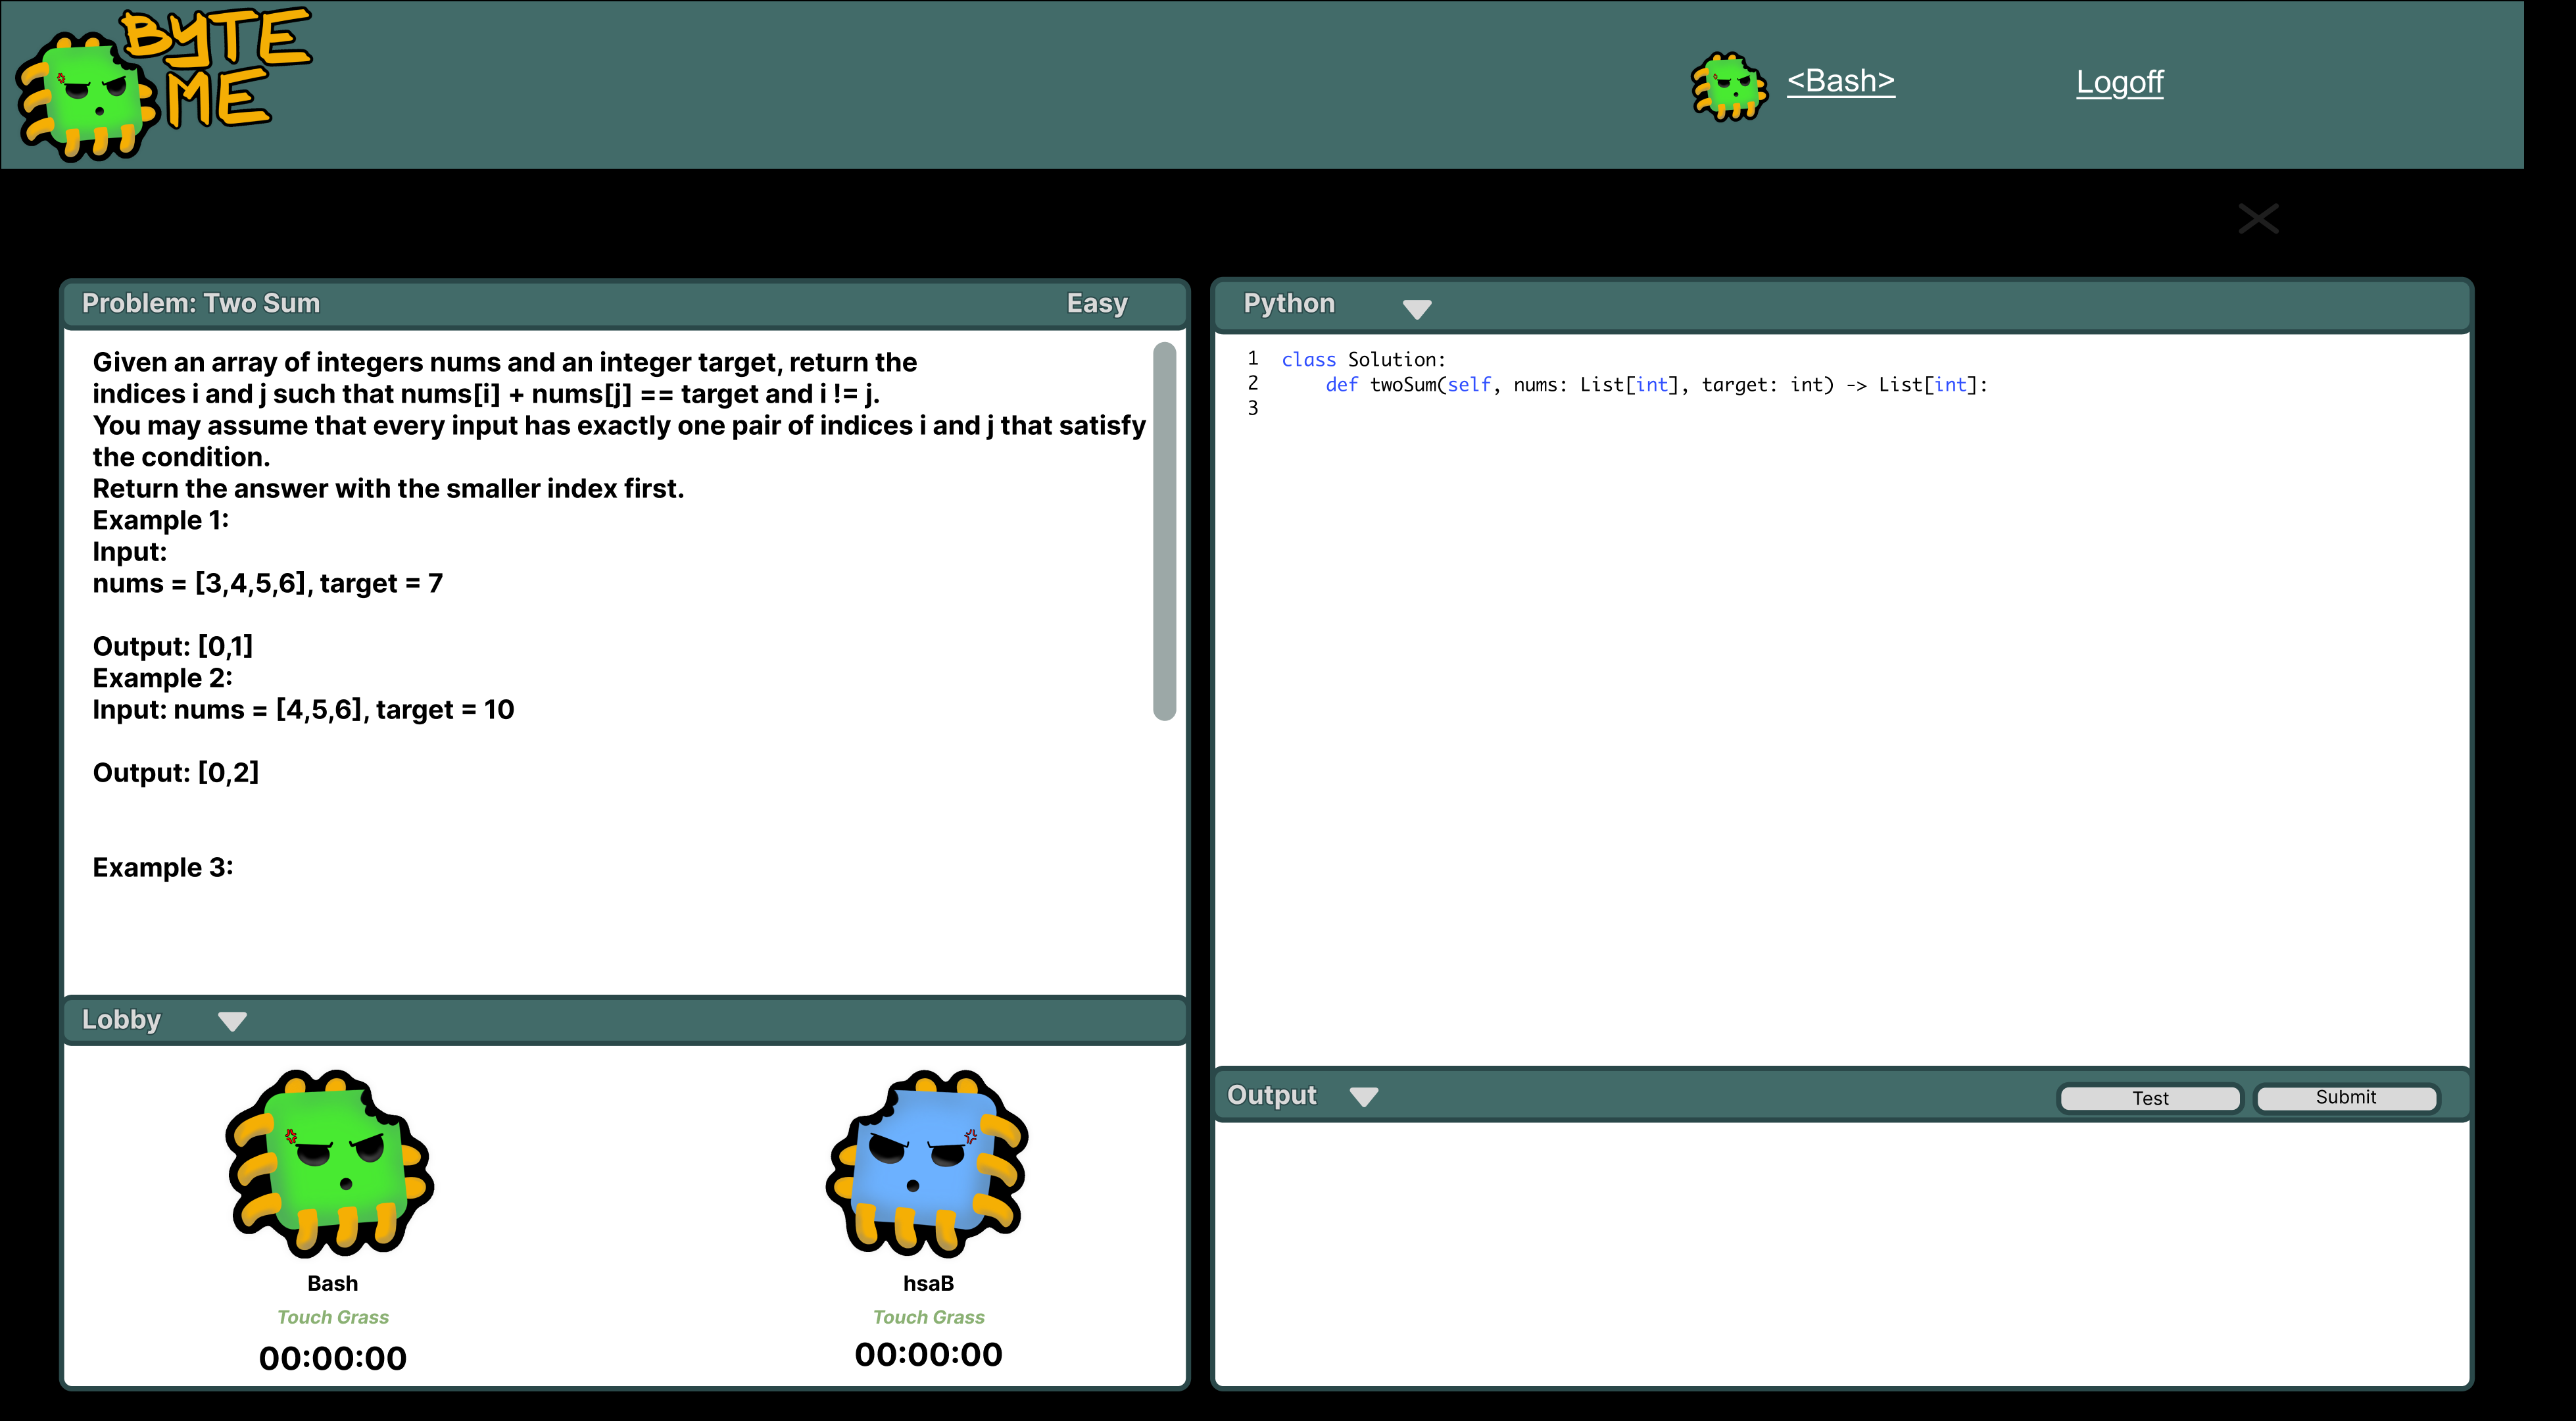 BYTE
ME
<Bash>
Logoff
Problem: Two Sum
Easy
Given an array of integers nums and an integer target, return the
indices i and j such that nums[i] + nums[j] == target and i != j.
You may assume that every input has exactly one pair of indices i and j that satisfy
the condition.
Return the answer with the smaller index first.
Example 1:
Input:
nums = [3,4,5,6], target = 7
Output: [0,1]
Example 2:
Input: nums = [4,5,6], target = 10
Output: [0,2]
Example 3:
Lobby
Bash
Touch Grass
00:00:00
hsaB
Touch Grass
00:00:00
Python
1 class Solution:
2     def twoSum(self, nums: List[int], target: int) -> List[int]:
3
Output
Test
Submit